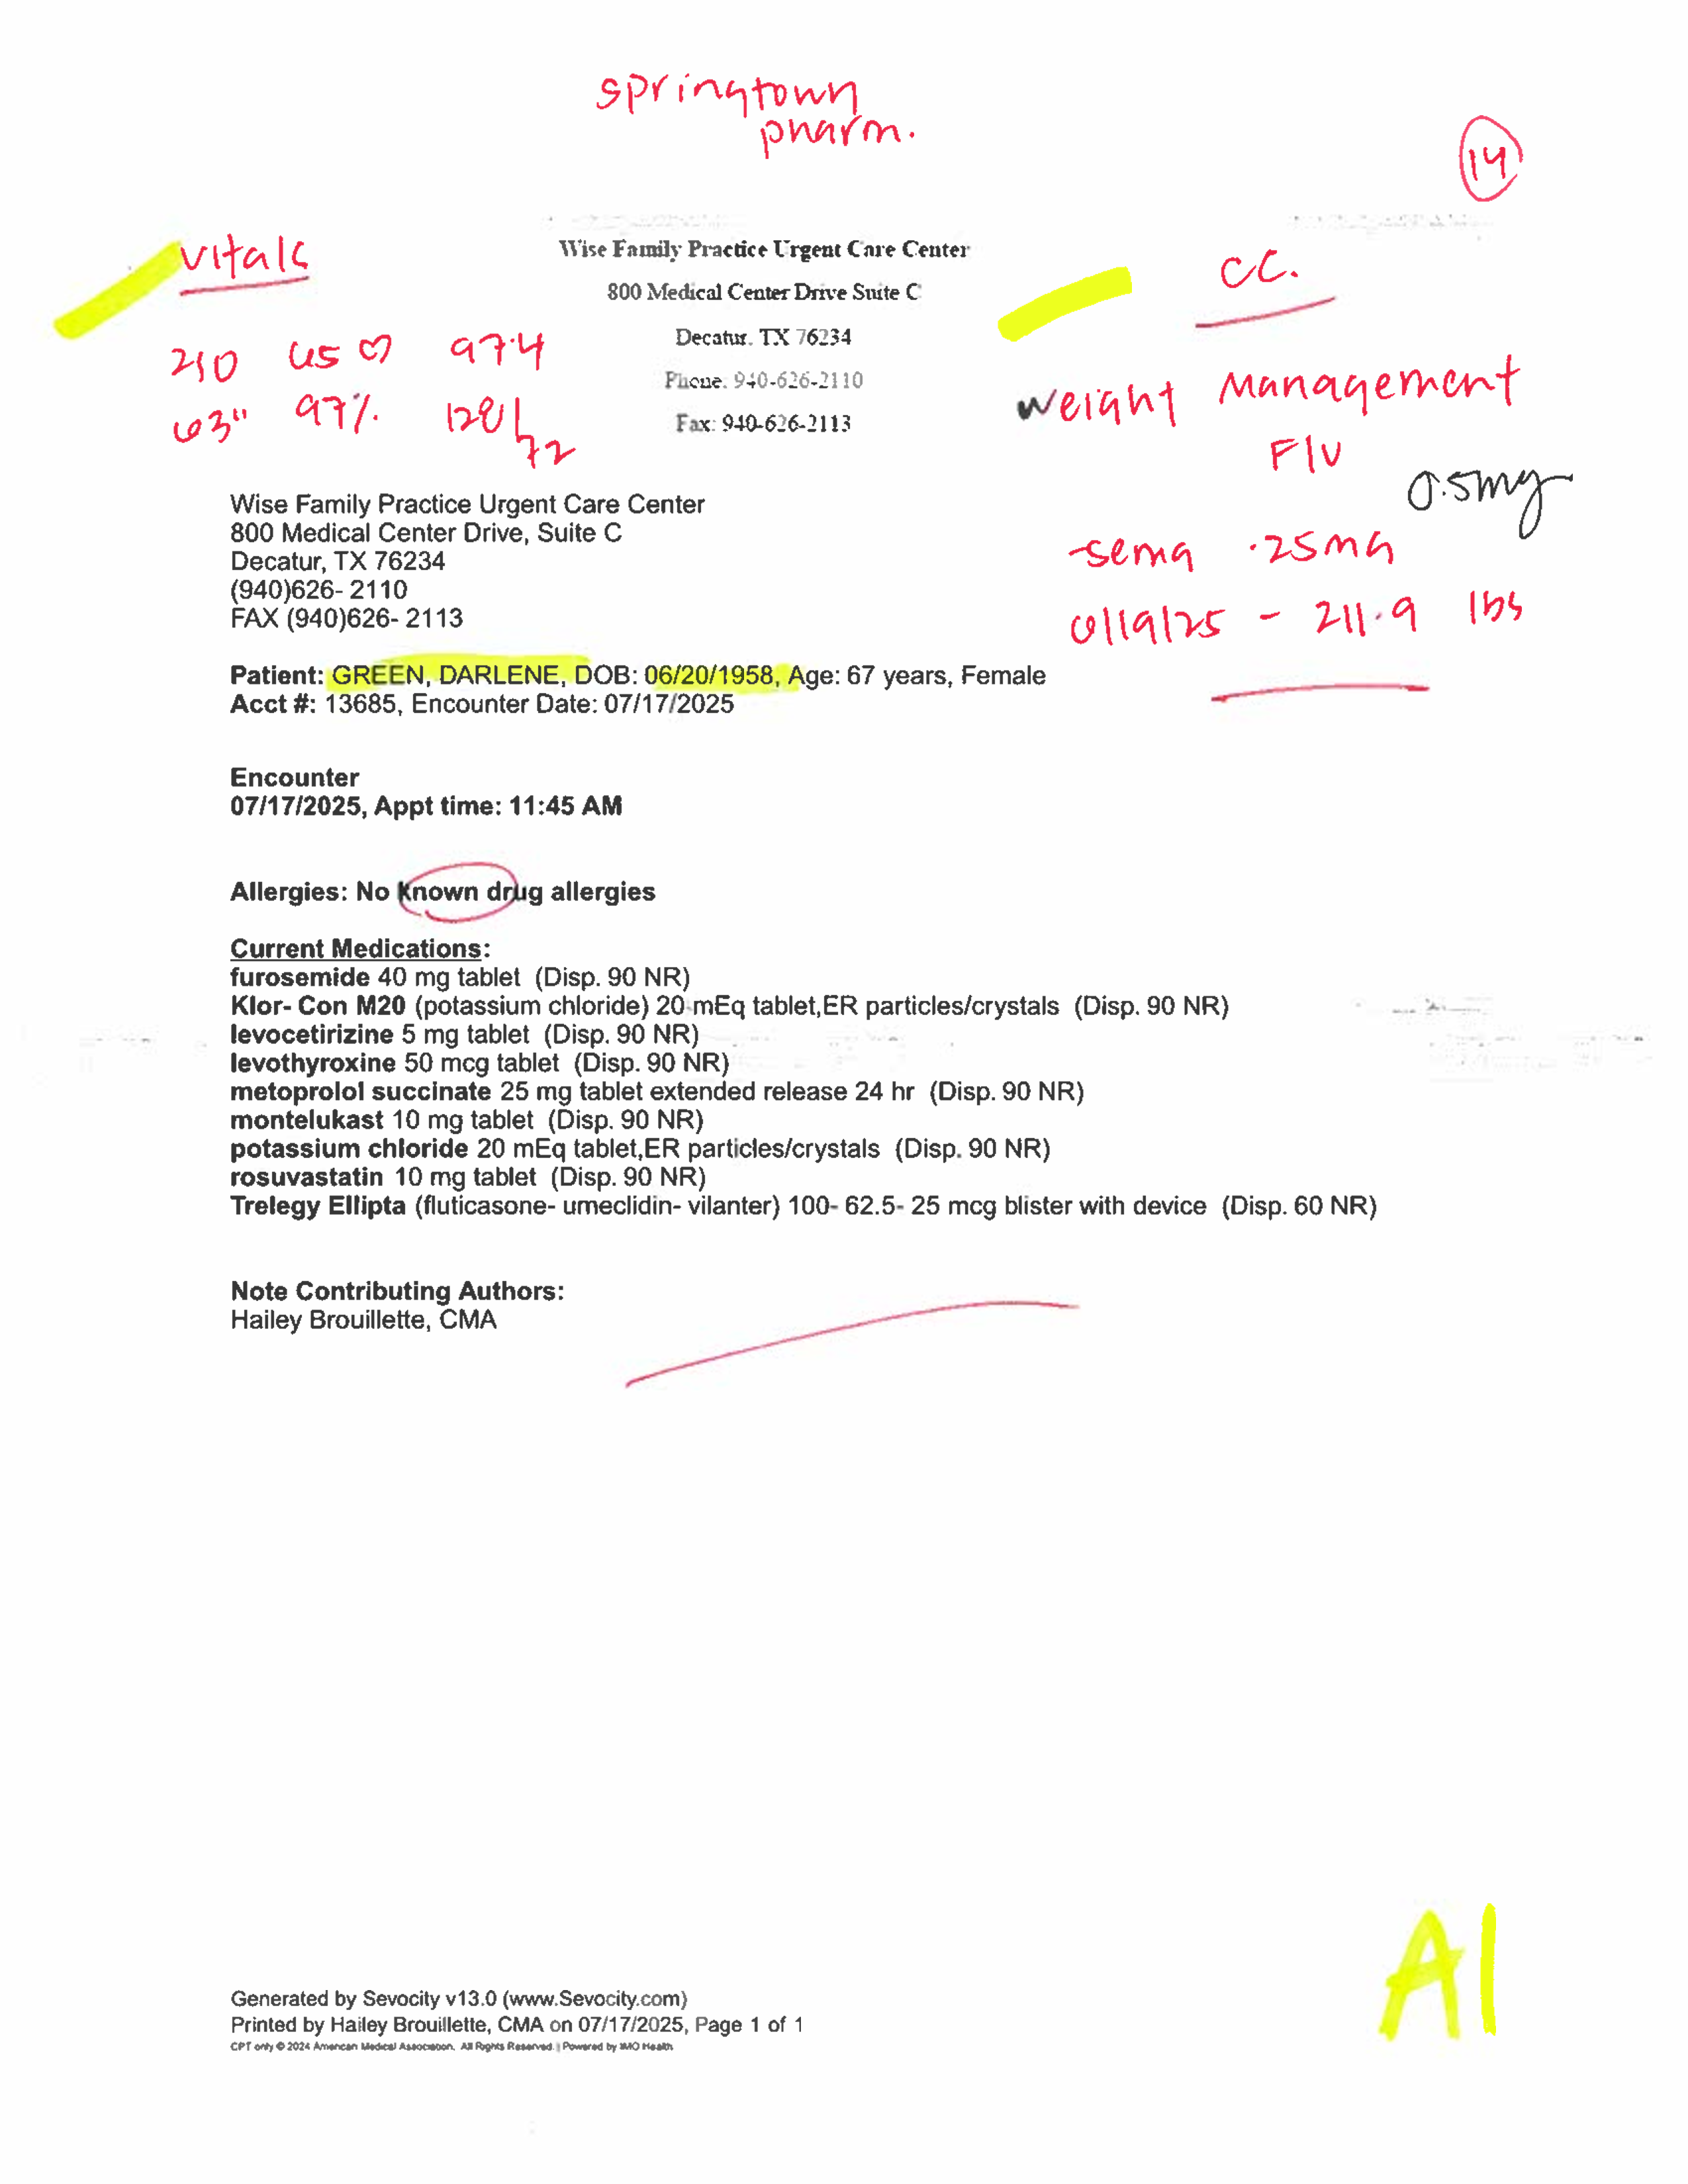 springtown
pharm.
14
vitals
210 65 ♡ 97.4
63" 97% 128/72
Wise Family Practice Urgent Care Center
800 Medical Center Drive Suite C
Decatur, TX 76234
Phone: 940-626-2110
Fax: 940-626-2113
CC.
Weight Management
F/U
0.5mg
-sema .25mg
6/19/25 - 211.9 lbs
Wise Family Practice Urgent Care Center
800 Medical Center Drive, Suite C
Decatur, TX 76234
(940)626- 2110
FAX (940)626- 2113
Patient: GREEN, DARLENE, DOB: 06/20/1958, Age: 67 years, Female
Acct #: 13685, Encounter Date: 07/17/2025
Encounter
07/17/2025, Appt time: 11:45 AM
Allergies: No known drug allergies
Current Medications:
furosemide 40 mg tablet (Disp. 90 NR)
Klor- Con M20 (potassium chloride) 20 mEq tablet,ER particles/crystals (Disp. 90 NR)
levocetirizine 5 mg tablet (Disp. 90 NR)
levothyroxine 50 mcg tablet (Disp. 90 NR)
metoprolol succinate 25 mg tablet extended release 24 hr (Disp. 90 NR)
montelukast 10 mg tablet (Disp. 90 NR)
potassium chloride 20 mEq tablet,ER particles/crystals (Disp. 90 NR)
rosuvastatin 10 mg tablet (Disp. 90 NR)
Trelegy Ellipta (fluticasone- umeclidin- vilanter) 100- 62.5- 25 mcg blister with device (Disp. 60 NR)
Note Contributing Authors:
Hailey Brouillette, CMA
A1
Generated by Sevocity v13.0 (www.Sevocity.com)
Printed by Hailey Brouillette, CMA on 07/17/2025, Page 1 of 1
CPT only © 2024 American Medical Association. All Rights Reserved. | Powered by IMO Health